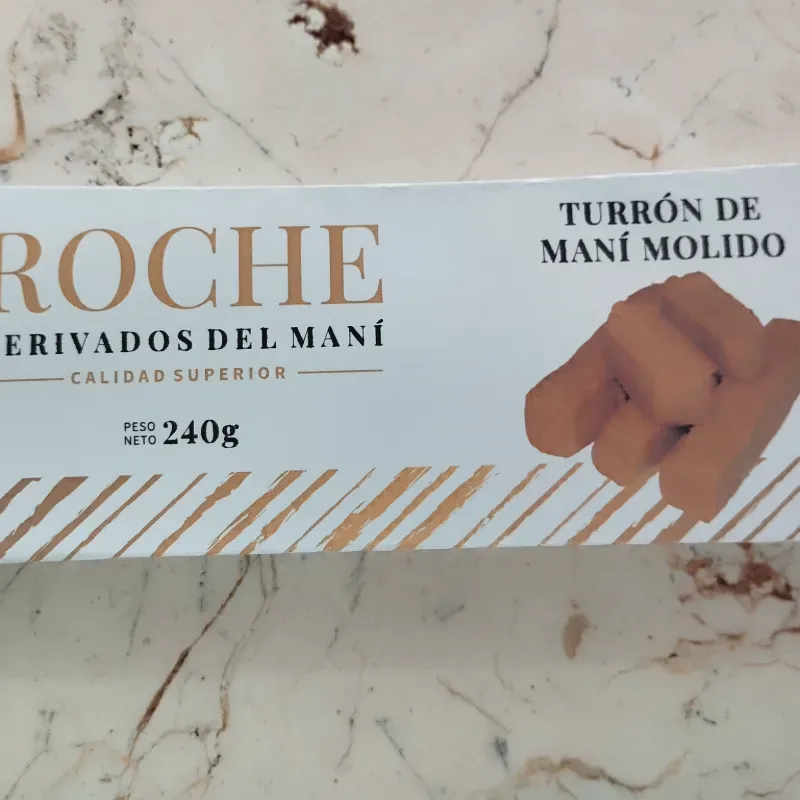 ROCHE
ERIVADOS DEL MANÍ
CALIDAD SUPERIOR
PESO
NETO 240g
TURRÓN DE
MANÍ MOLIDO